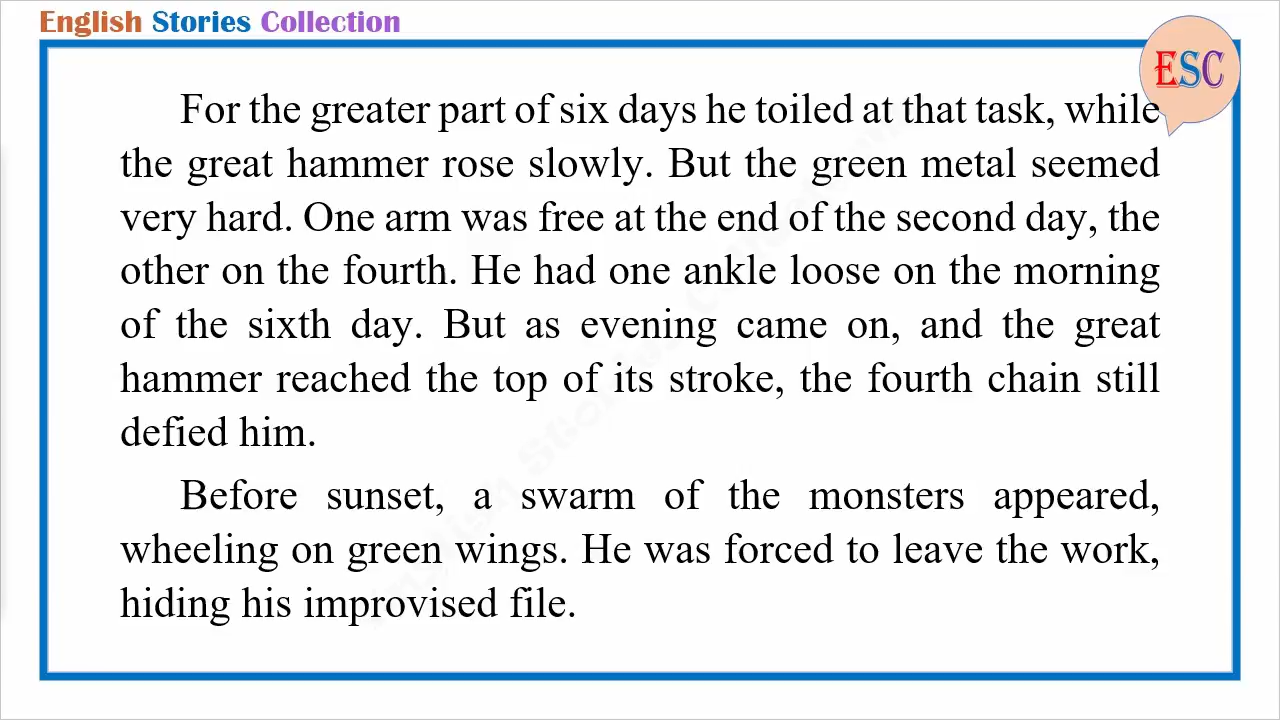 English Stories Collection
ESC
For the greater part of six days he toiled at that task, while
the great hammer rose slowly. But the green metal seemed
very hard. One arm was free at the end of the second day, the
other on the fourth. He had one ankle loose on the morning
of the sixth day. But as evening came on, and the great
hammer reached the top of its stroke, the fourth chain still
defied him.
Before sunset, a swarm of the monsters appeared,
wheeling on green wings. He was forced to leave the work,
hiding his improvised file.